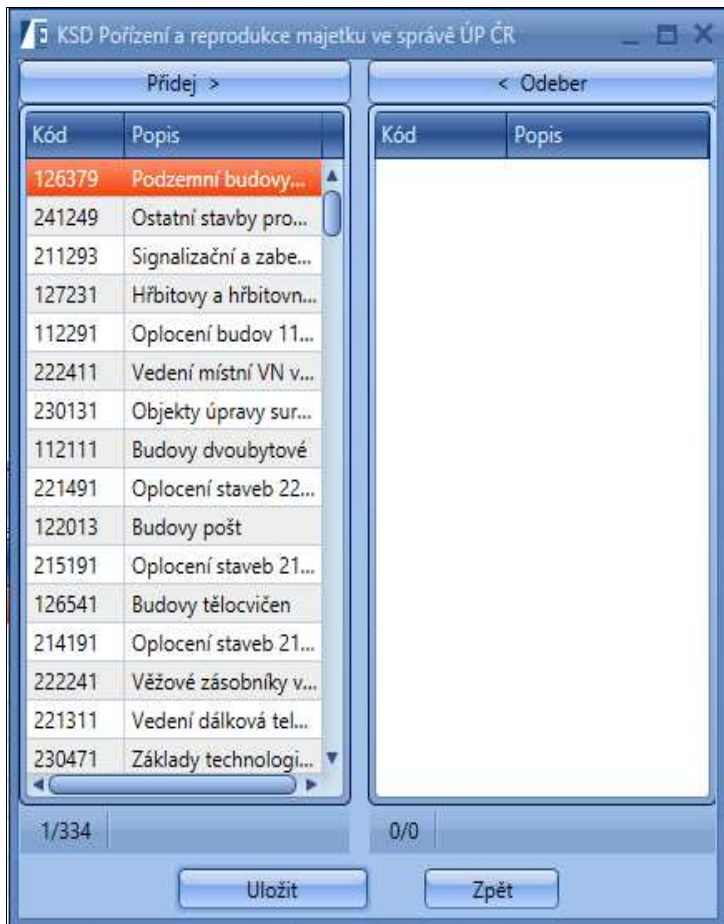 KSD Pořízení a reprodukce majetku ve správě ÚP ČR
Přidej > < Odeber
Kód Popis Kód Popis
126379 Podzemní budovy...
241249 Ostatní stavby pro...
211293 Signalizační a zabe...
127231 Hřbitovy a hřbitovn...
112291 Oplocení budov 11...
222411 Vedení místní VN v...
230131 Objekty úpravy sur...
112111 Budovy dvoubytové
221491 Oplocení staveb 22...
122013 Budovy pošt
215191 Oplocení staveb 21...
126541 Budovy tělocvičen
214191 Oplocení staveb 21...
222241 Věžové zásobníky v...
221311 Vedení dálková tel...
230471 Základy technologi...
1/334 0/0
Uložit Zpět